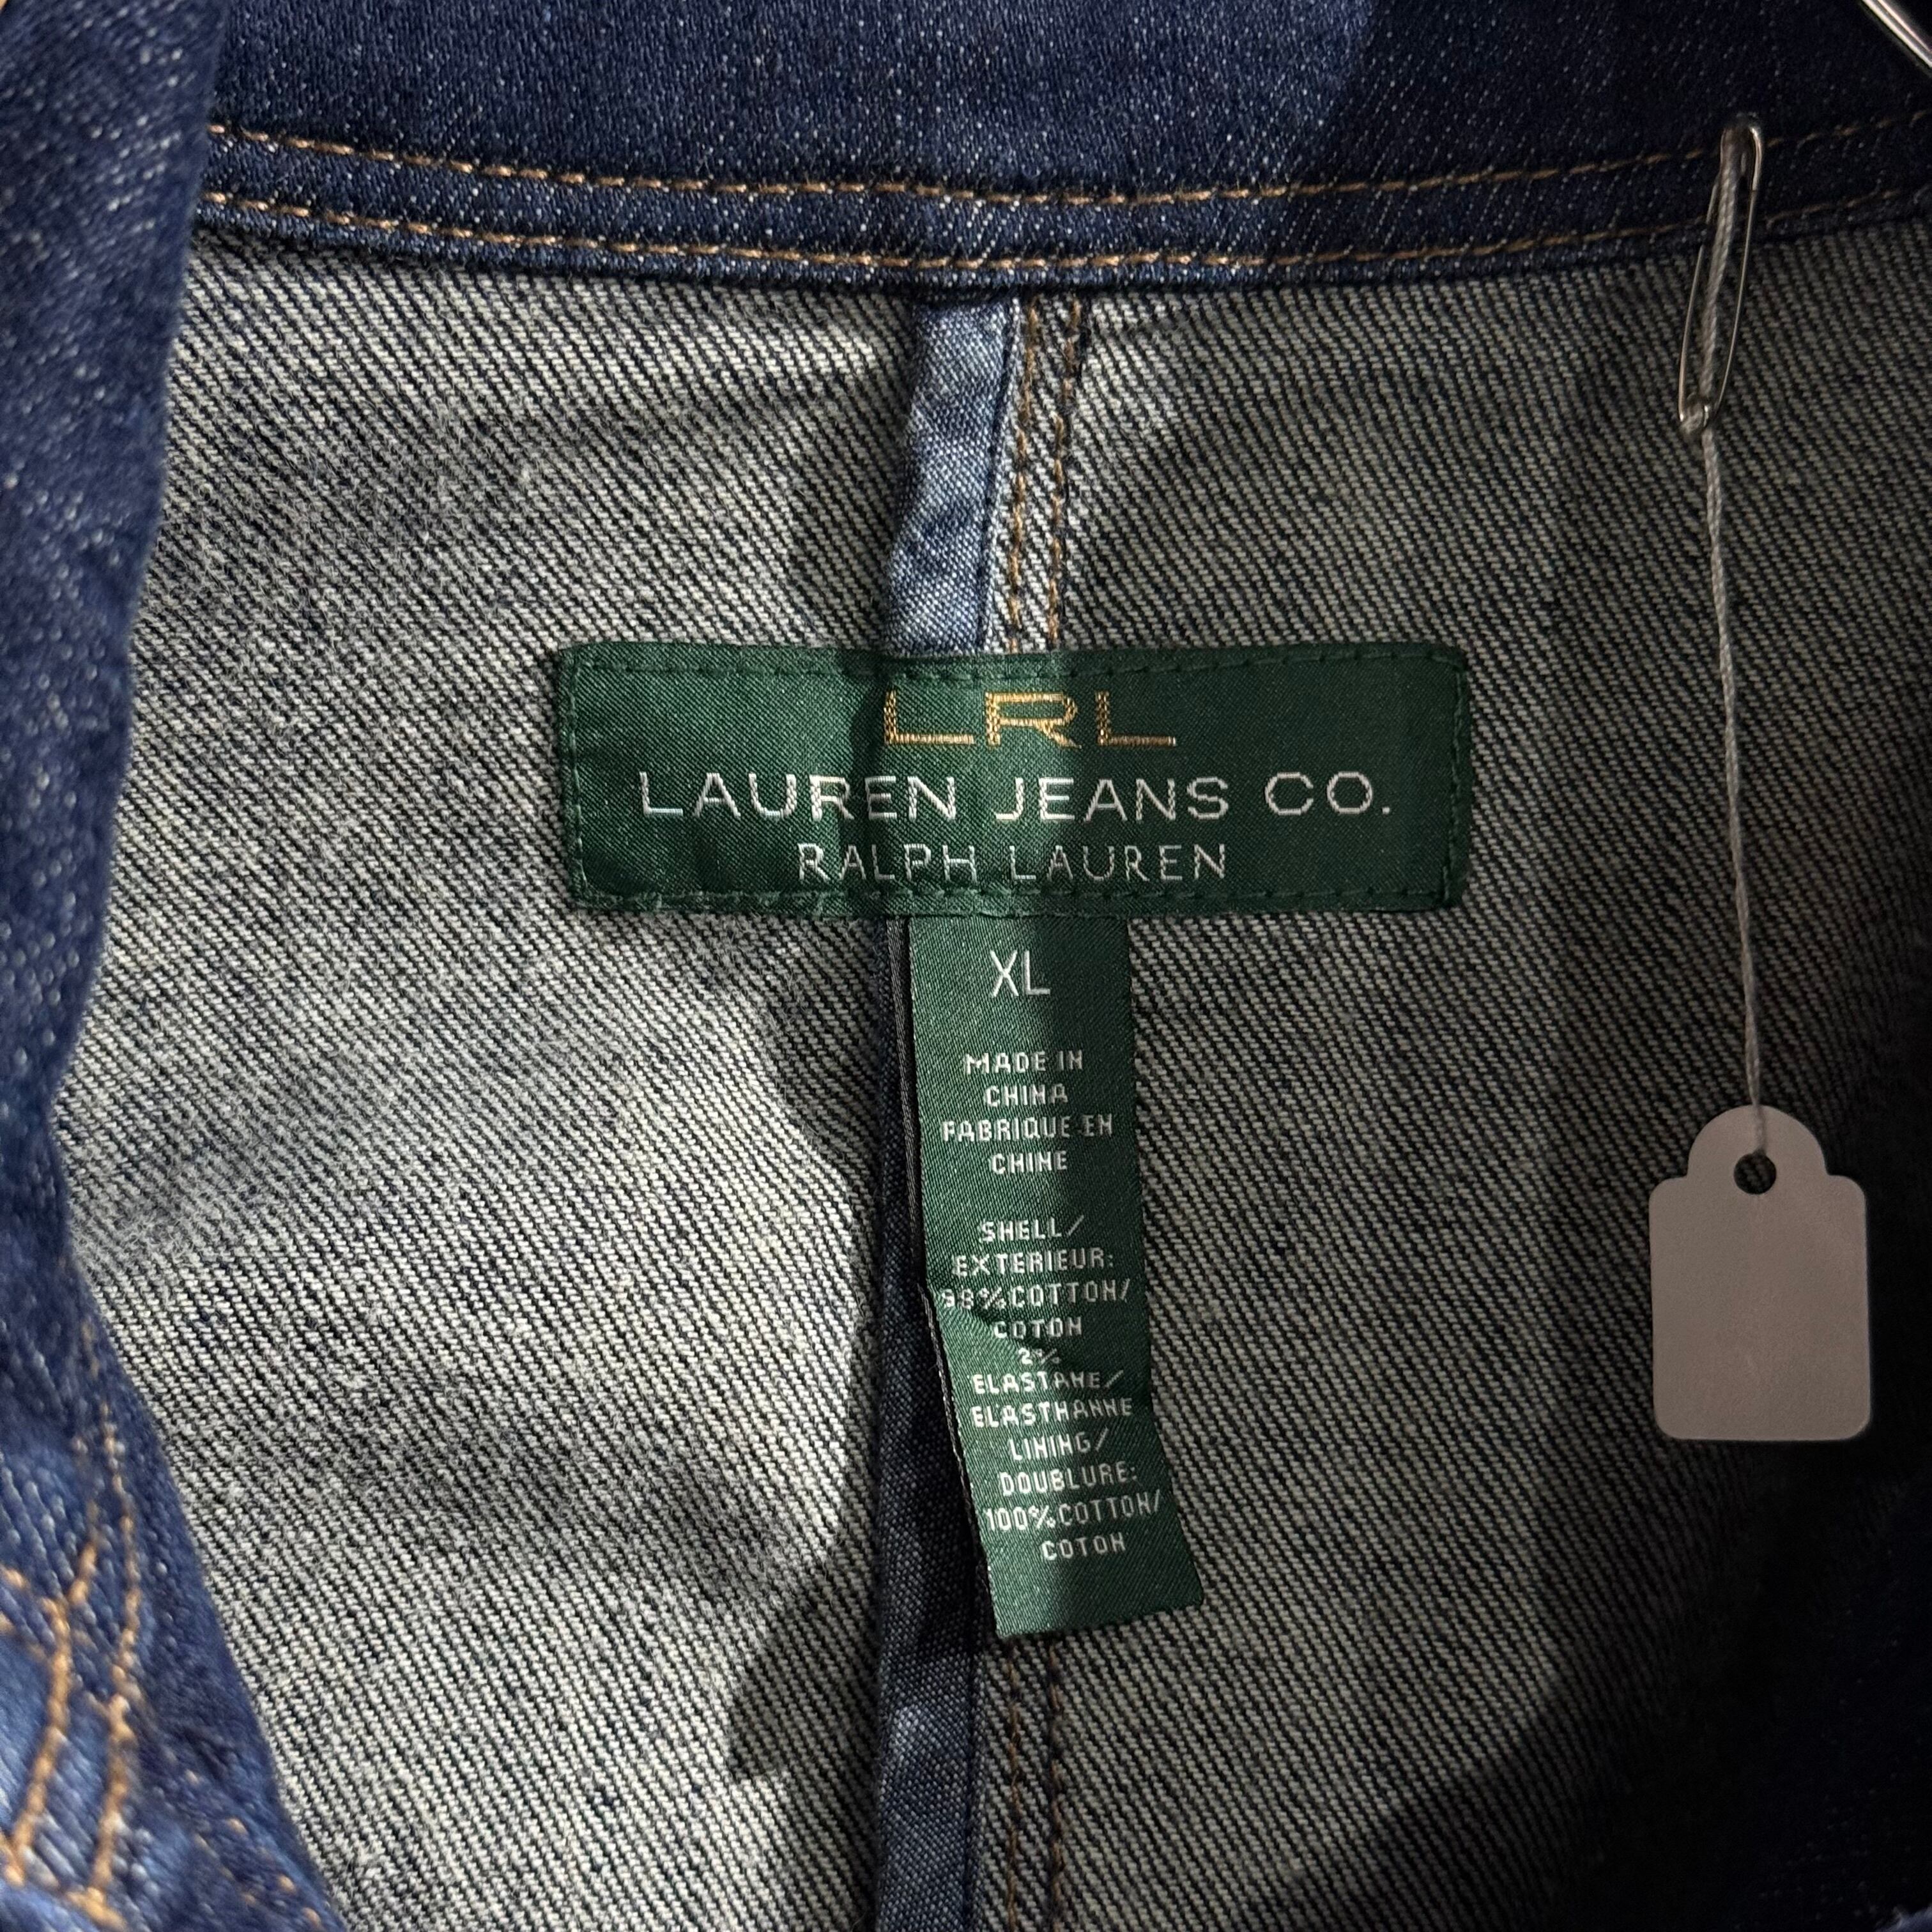 LRL
LAUREN JEANS CO.
RALPH LAUREN
XL
MADE IN
CHINA
FABRIQUE EN
CHINE
SHELL/
EXTERIEUR:
98%COTTON/
COTON
2%
ELASTANE/
ELASTHANNE
LINING/
DOUBLURE:
100%COTTON/
COTON